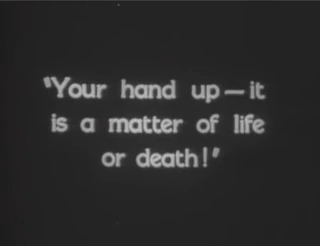 "Your hand up — it
is a matter of life
or death!"